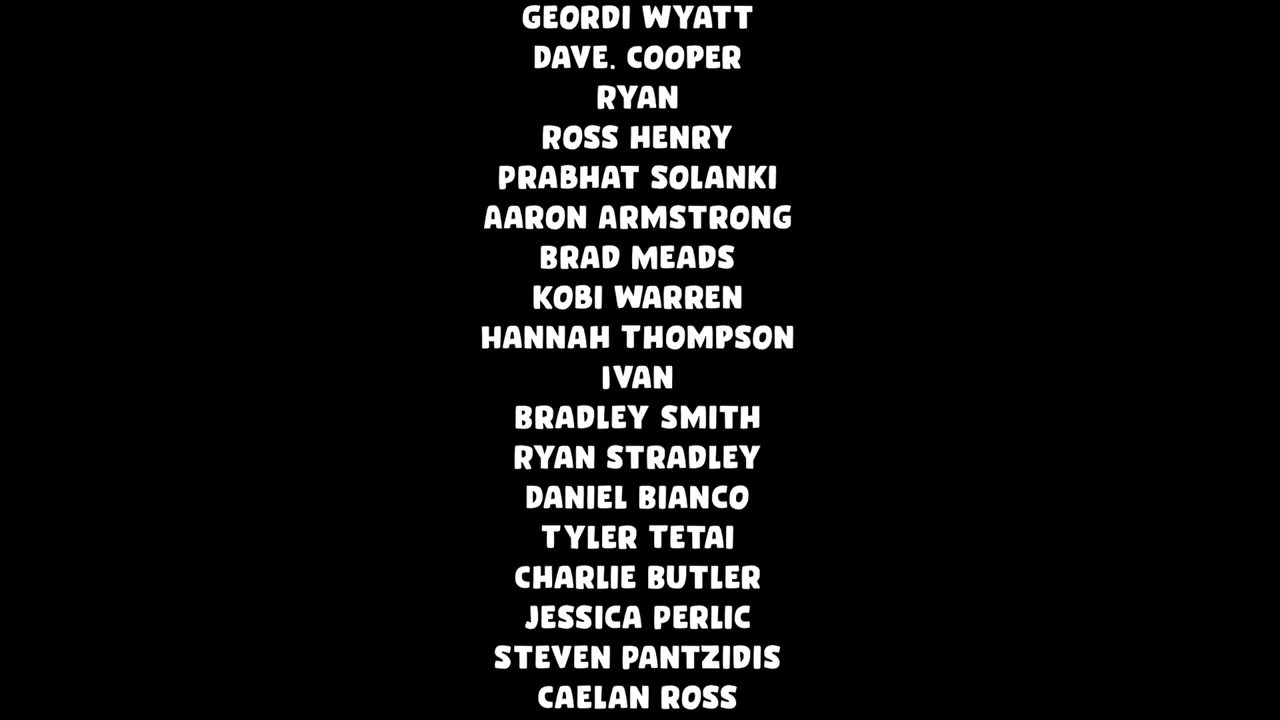 GEORDI WYATT
DAVE. COOPER
RYAN
ROSS HENRY
PRABHAT SOLANKI
AARON ARMSTRONG
BRAD MEADS
KOBI WARREN
HANNAH THOMPSON
IVAN
BRADLEY SMITH
RYAN STRADLEY
DANIEL BIANCO
TYLER TETAI
CHARLIE BUTLER
JESSICA PERLIC
STEVEN PANTZIDIS
CAELAN ROSS